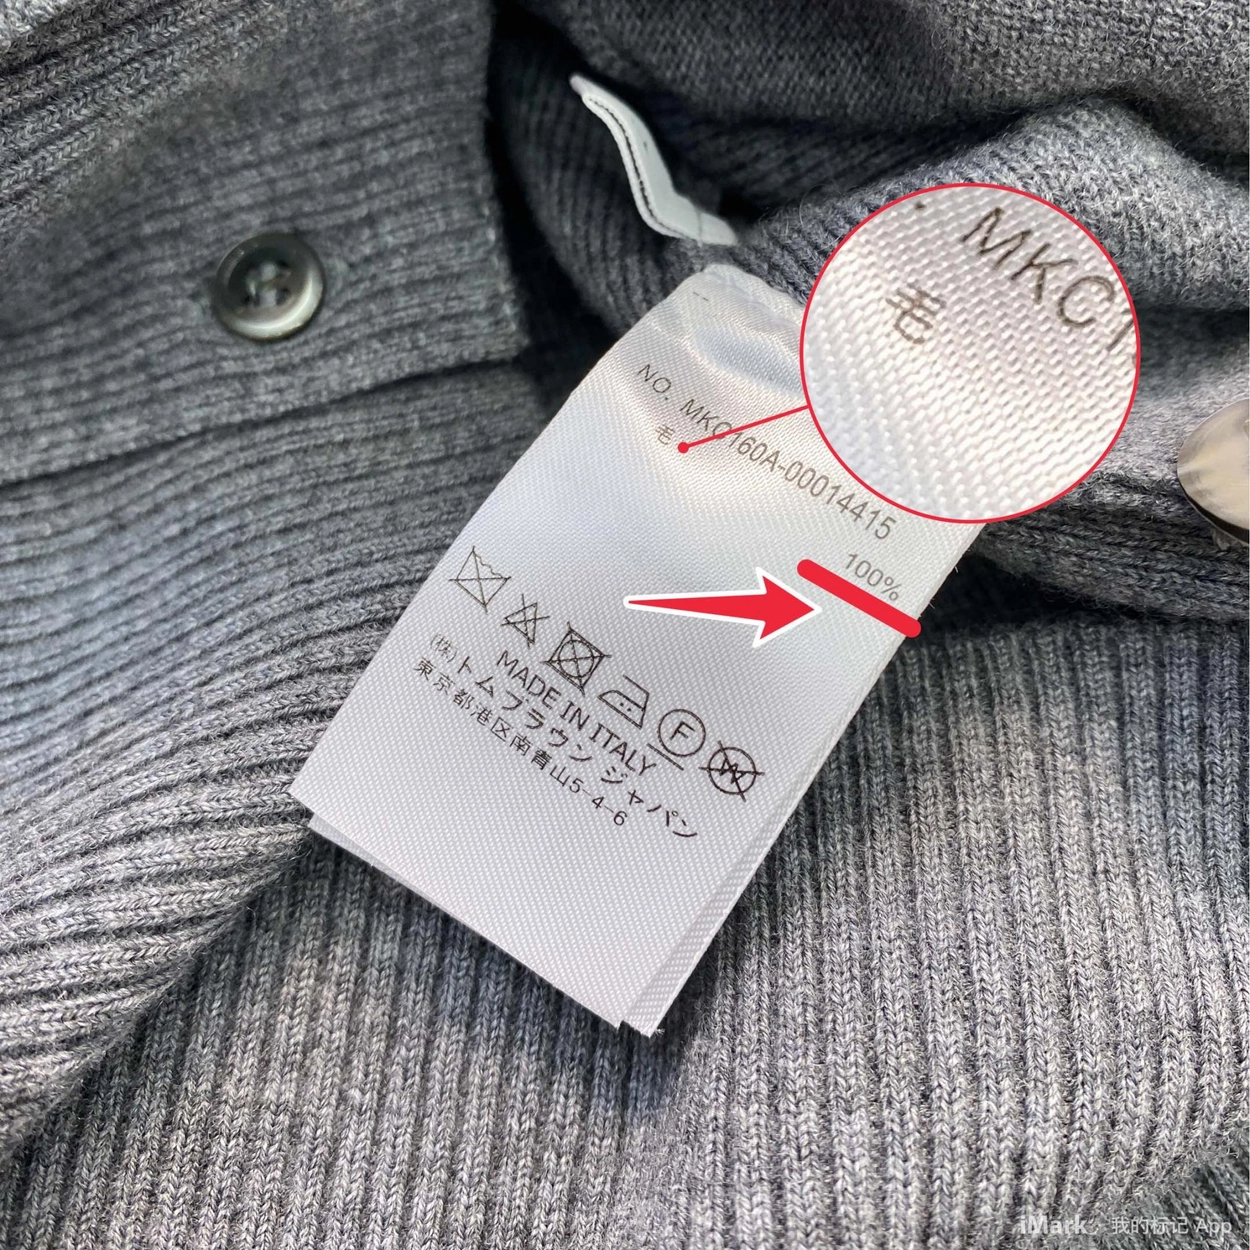 NO. MKC160A-00014415
毛 100%
MADE IN ITALY
(株)トムブラウン ジャパン
東京都港区南青山5-4-6
F
W
MKC1
毛
iMark 我的标记 App